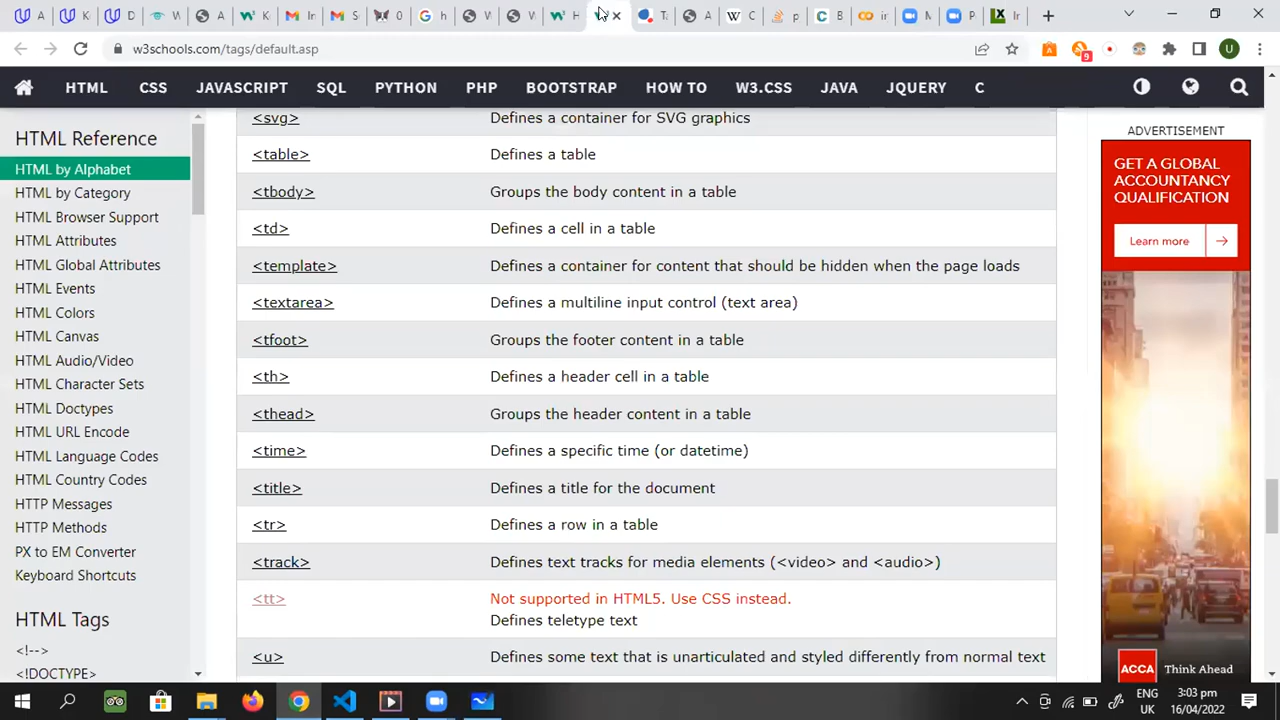 K
D
W
A
K
In
S
0
h
W
W
H
Ta
A
C
p
B
in
M
P
In
w3schools.com/tags/default.asp
9
U
HTML
CSS
JAVASCRIPT
SQL
PYTHON
PHP
BOOTSTRAP
HOW TO
W3.CSS
JAVA
JQUERY
C
HTML Reference
HTML by Alphabet
HTML by Category
HTML Browser Support
HTML Attributes
HTML Global Attributes
HTML Events
HTML Colors
HTML Canvas
HTML Audio/Video
HTML Character Sets
HTML Doctypes
HTML URL Encode
HTML Language Codes
HTML Country Codes
HTTP Messages
HTTP Methods
PX to EM Converter
Keyboard Shortcuts
HTML Tags
<!-->
<!DOCTYPE>
<svg> Defines a container for SVG graphics
<table> Defines a table
<tbody> Groups the body content in a table
<td> Defines a cell in a table
<template> Defines a container for content that should be hidden when the page loads
<textarea> Defines a multiline input control (text area)
<tfoot> Groups the footer content in a table
<th> Defines a header cell in a table
<thead> Groups the header content in a table
<time> Defines a specific time (or datetime)
<title> Defines a title for the document
<tr> Defines a row in a table
<track> Defines text tracks for media elements (<video> and <audio>)
<tt> Not supported in HTML5. Use CSS instead.
Defines teletype text
<u> Defines some text that is unarticulated and styled differently from normal text
ADVERTISEMENT
GET A GLOBAL
ACCOUNTANCY
QUALIFICATION
Learn more
ACCA Think Ahead
ENG
UK
3:03 pm
16/04/2022